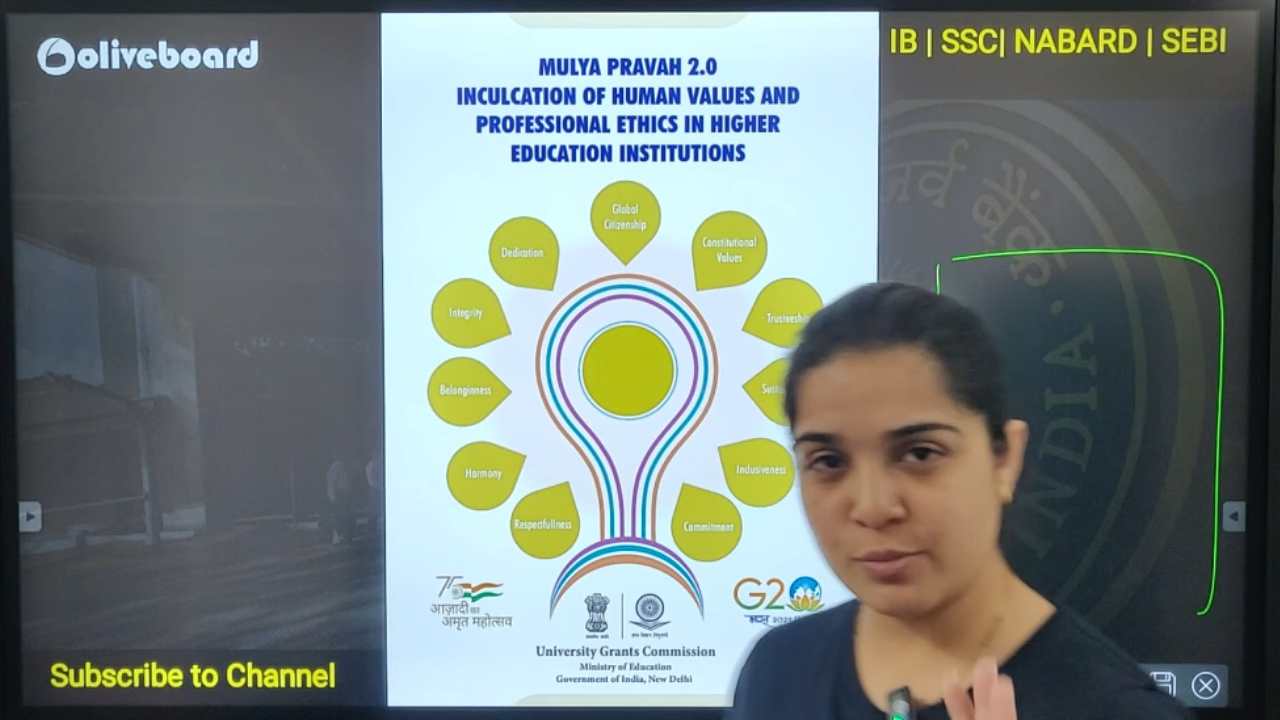 oliveboard
IB | SSC| NABARD | SEBI
MULYA PRAVAH 2.0
INCULCATION OF HUMAN VALUES AND
PROFESSIONAL ETHICS IN HIGHER
EDUCATION INSTITUTIONS
Global
Citizenship
Dedication
Constitutional
Values
Integrity
Belonginness
Harmony
Inclusiveness
Respectfullness
Commitment
75
आज़ादी का
अमृत महोत्सव
G20
University Grants Commission
Ministry of Education
Government of India, New Delhi
INDIA
Subscribe to Channel